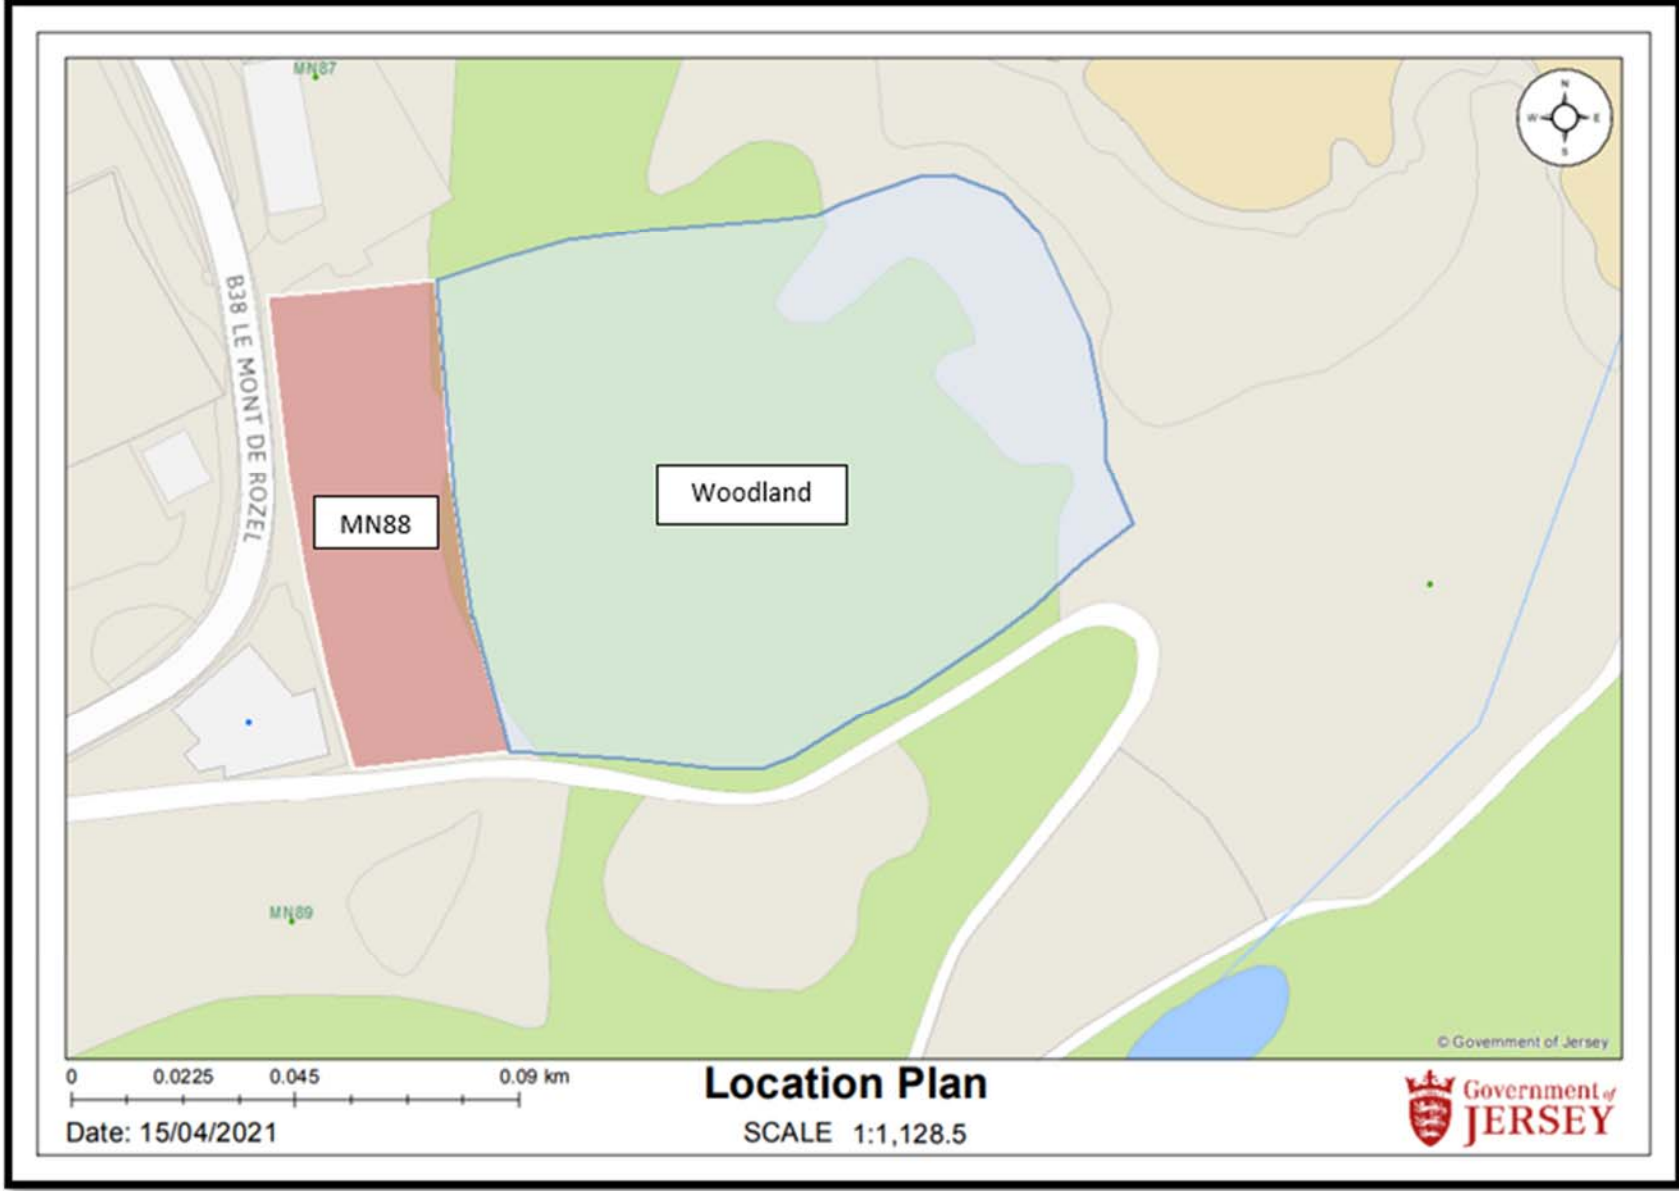 MN87
N
W E
S
B38 LE MONT DE ROZEL
Woodland
MN88
MN89
© Government of Jersey
0 0.0225 0.045 0.09 km
Location Plan
Date: 15/04/2021
SCALE 1:1,128.5
Government of
JERSEY